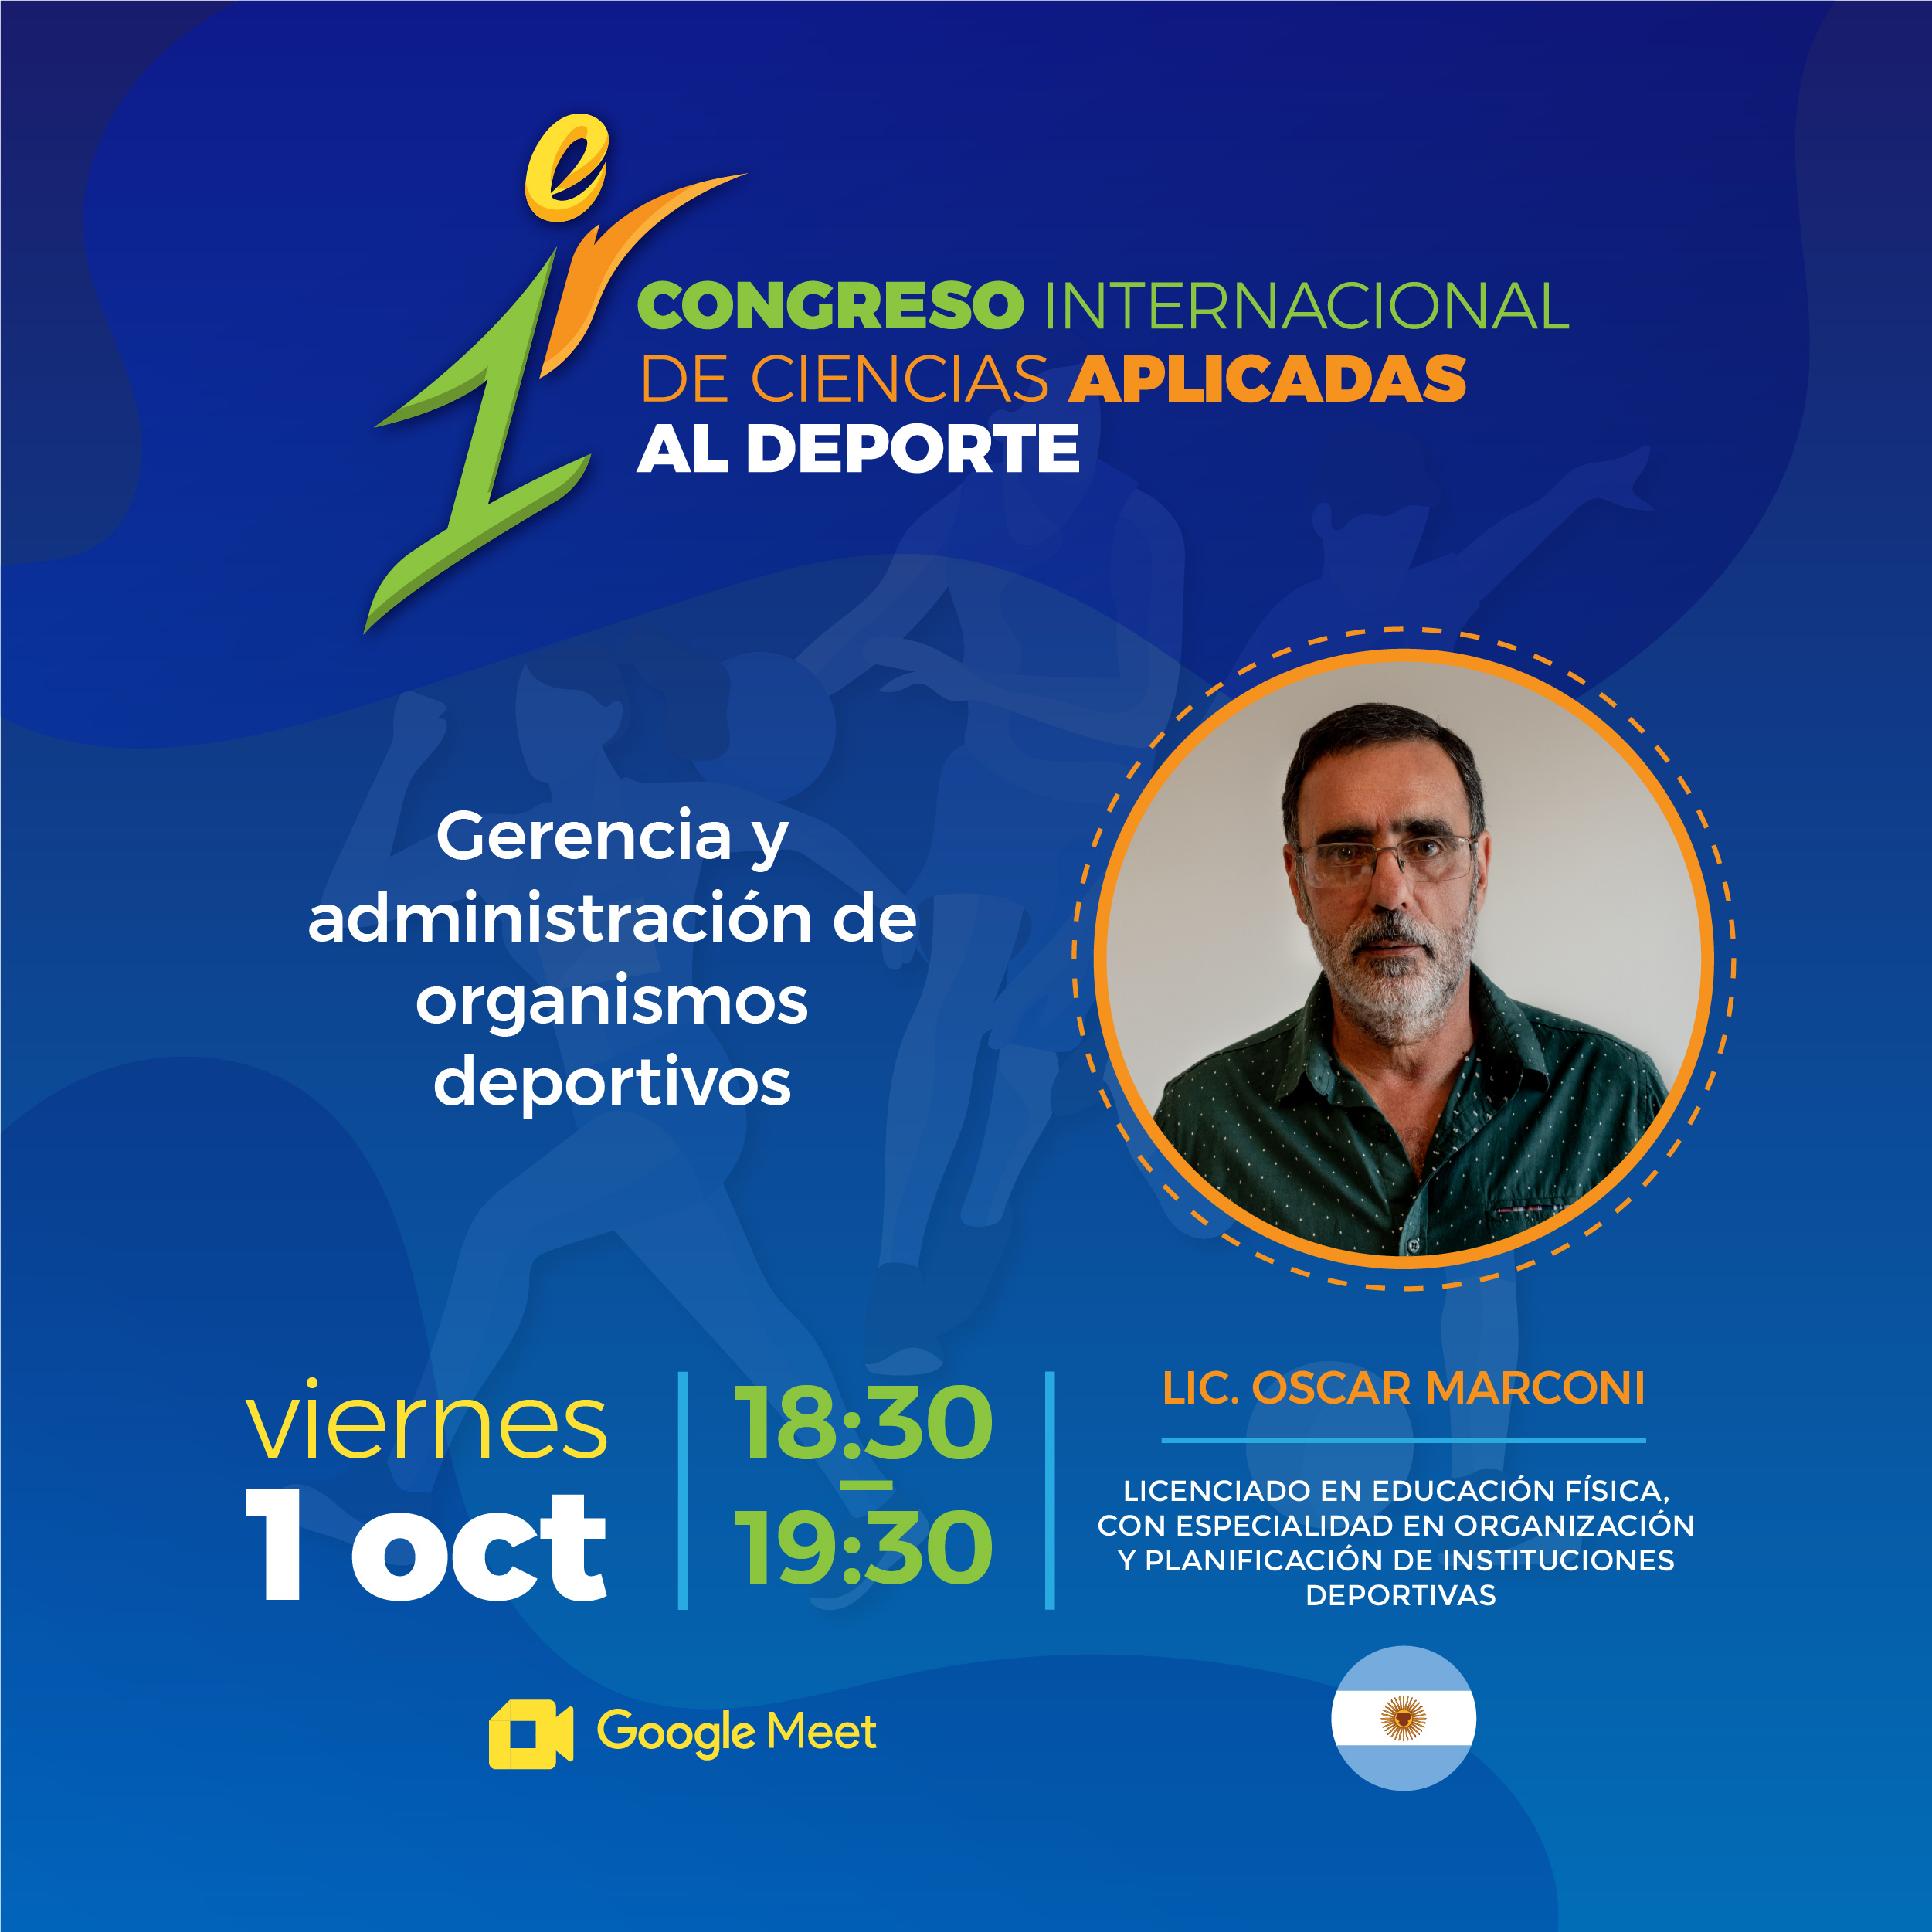 1er
CONGRESO INTERNACIONAL
DE CIENCIAS APLICADAS
AL DEPORTE
Gerencia y
administración de
organismos
deportivos
viernes
1 oct
18:30
–
19:30
LIC. OSCAR MARCONI
LICENCIADO EN EDUCACIÓN FÍSICA,
CON ESPECIALIDAD EN ORGANIZACIÓN
Y PLANIFICACIÓN DE INSTITUCIONES
DEPORTIVAS
Google Meet